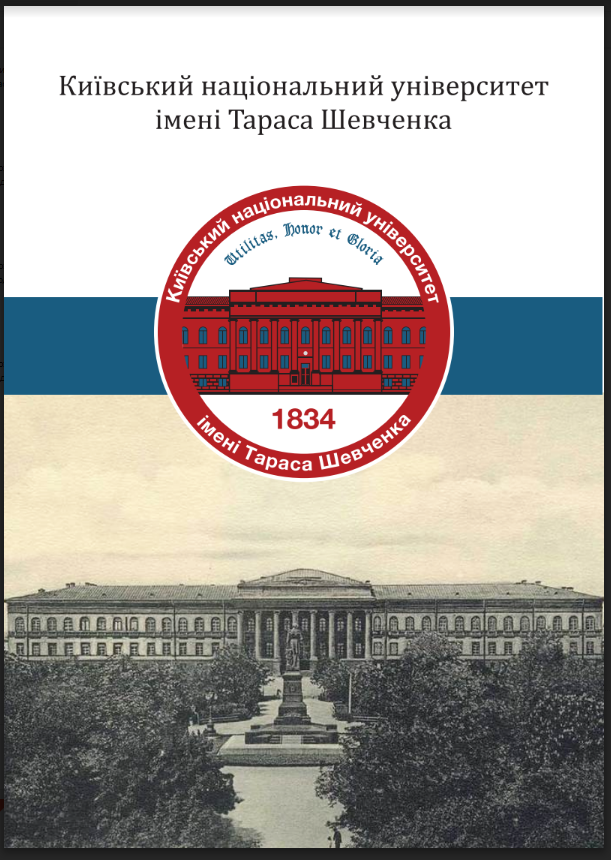 Київський національний університет
імені Тараса Шевченка
Київський національний університет
Utilitas, Honor et Gloria
1834
імені Тараса Шевченка